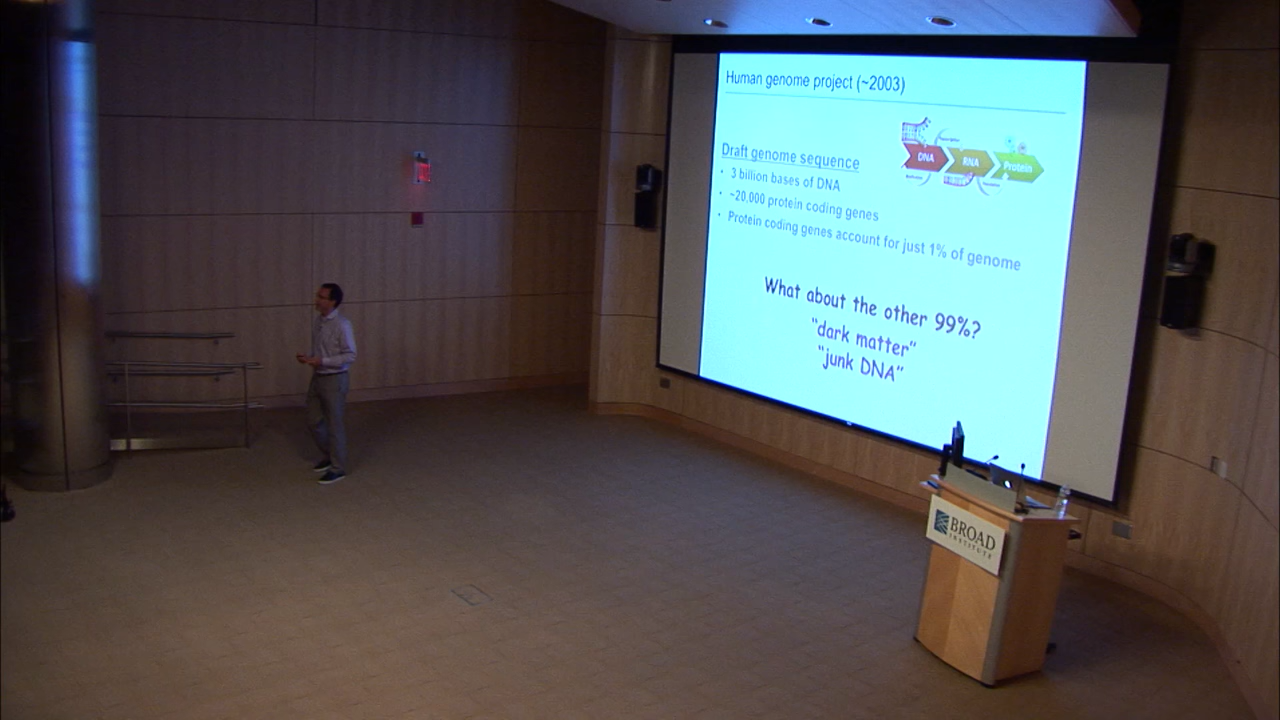 Human genome project (~2003)
DNA
RNA
Protein
Draft genome sequence
• 3 billion bases of DNA
• ~20,000 protein coding genes
• Protein coding genes account for just 1% of genome
What about the other 99%?
“dark matter”
“junk DNA”
BROAD
INSTITUTE